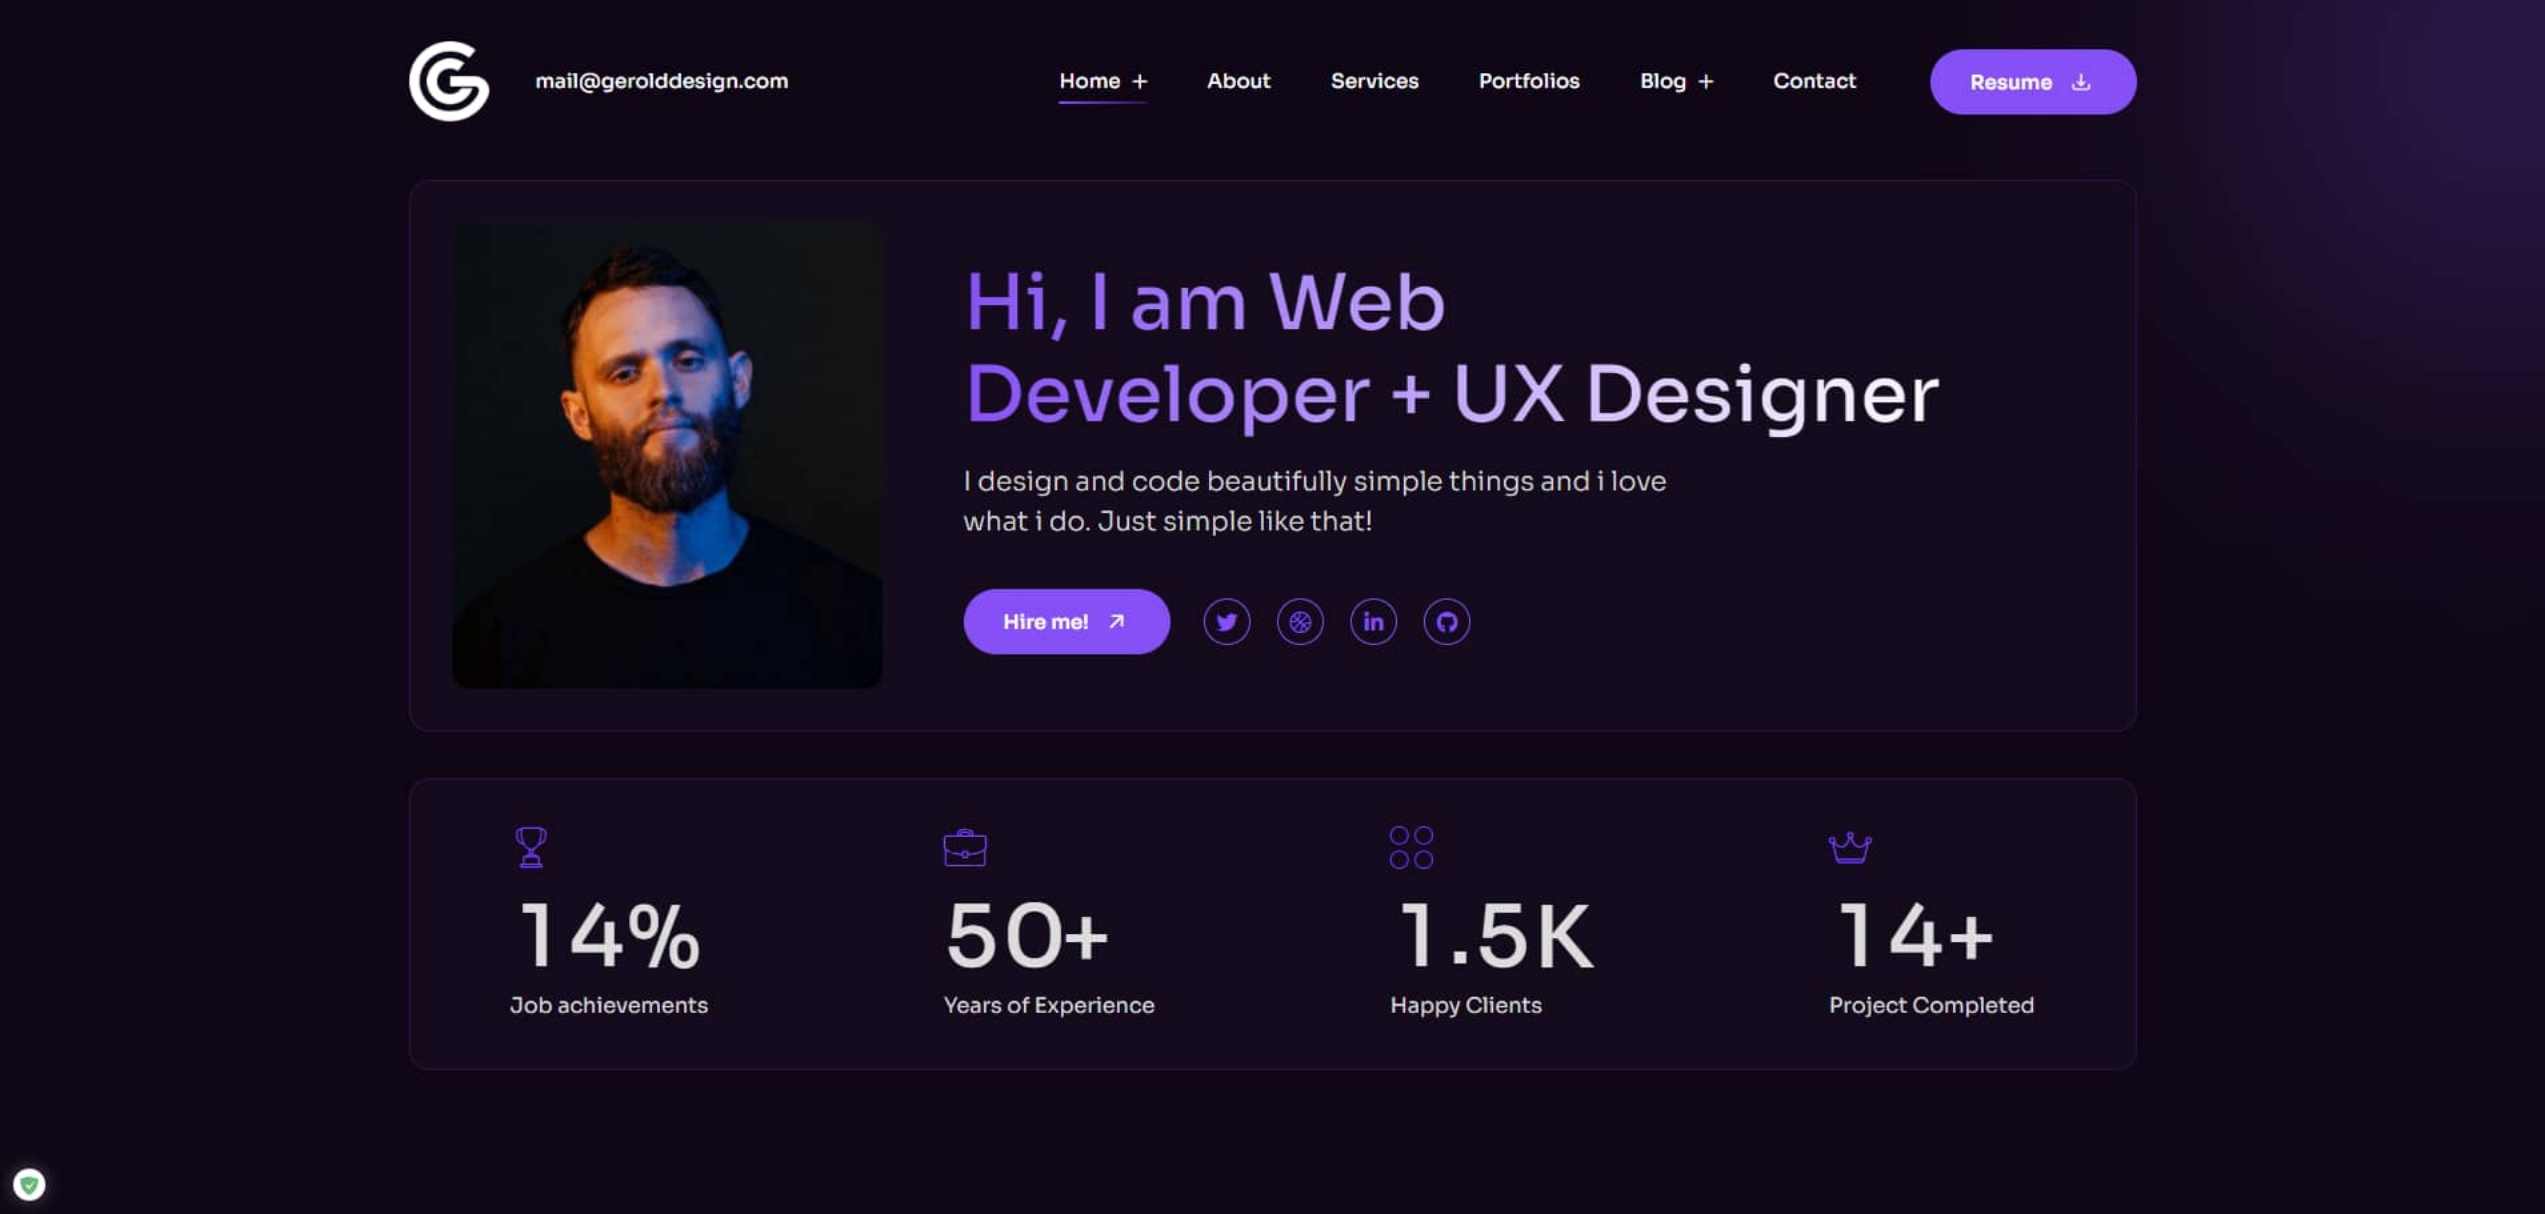 mail@gerolddesign.com
Home +
About
Services
Portfolios
Blog +
Contact
Resume
Hi, I am Web
Developer + UX Designer
I design and code beautifully simple things and i love
what i do. Just simple like that!
Hire me!
in
14%
Job achievements
50+
Years of Experience
1.5K
Happy Clients
14+
Project Completed